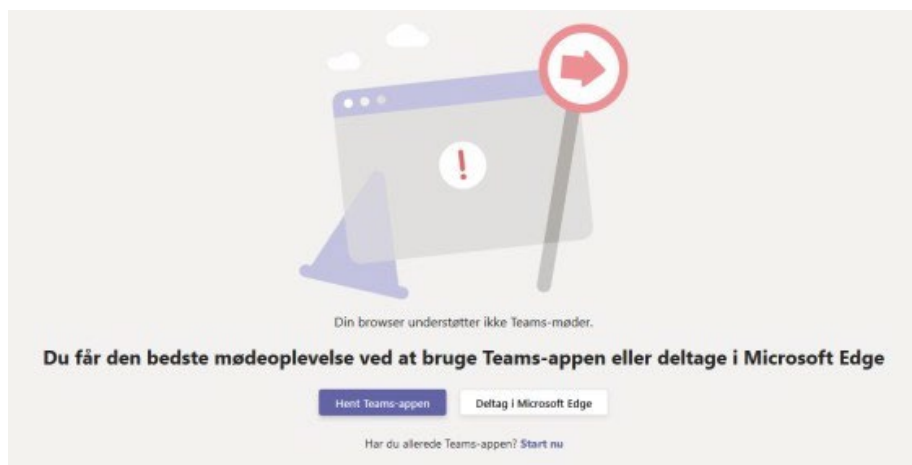 Din browser understøtter ikke Teams-møder.
Du får den bedste mødeoplevelse ved at bruge Teams-appen eller deltage i Microsoft Edge
Hent Teams-appen
Deltag i Microsoft Edge
Har du allerede Teams-appen? Start nu